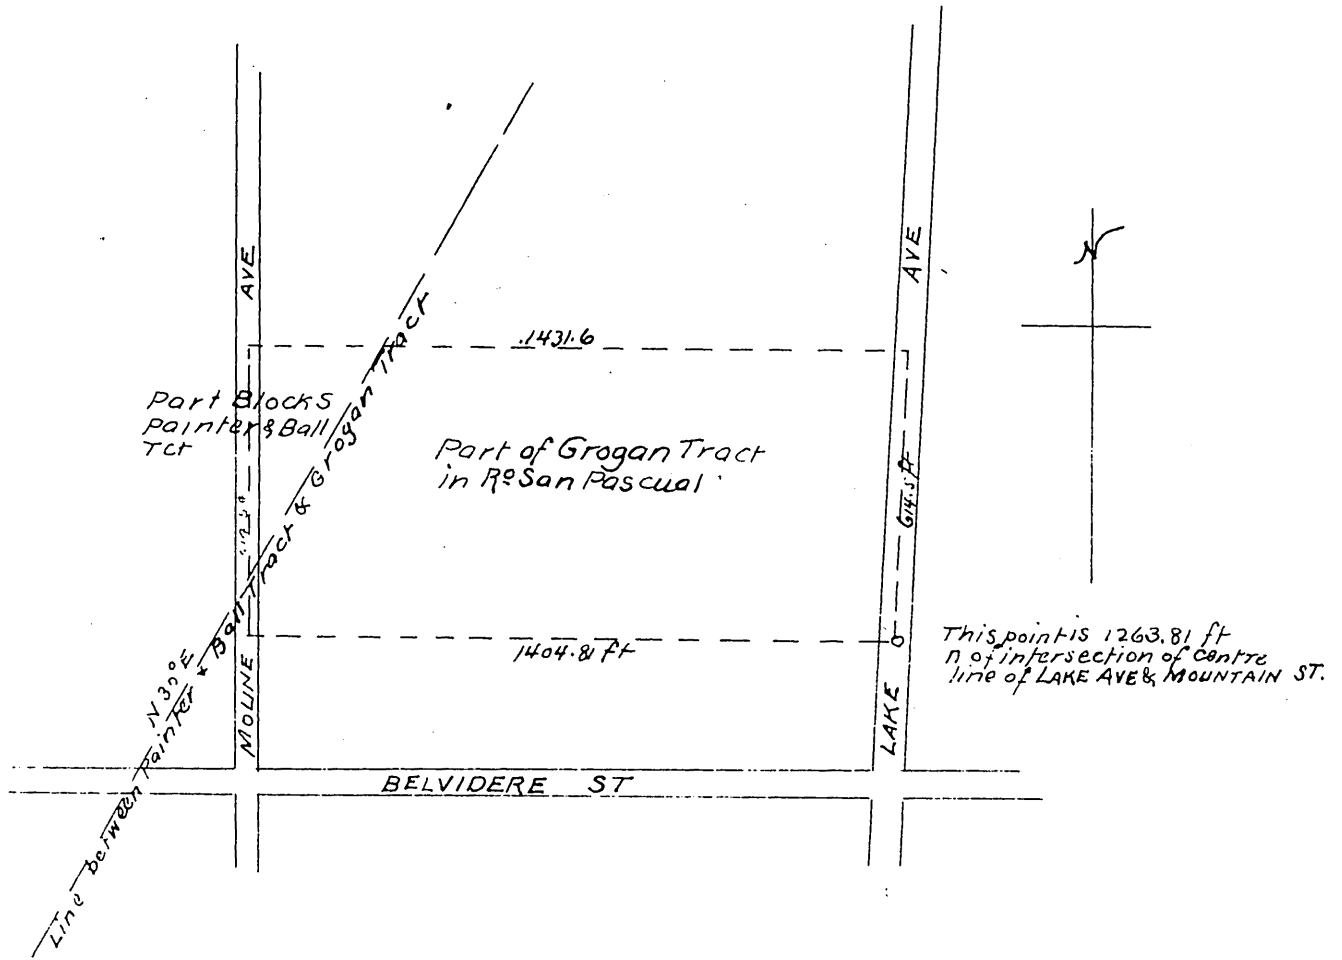 N
AVE
AVE
.1431.6
Part Block S
Painter & Ball
Tct
Part of Grogan Tract
in Rº San Pascual
614.5 ft
Line between Painter & Ball Tract & Grogan Tract
N 30° E
1404.81 ft
This point is 1263.81 ft
n of intersection of Centre
line of LAKE AVE & MOUNTAIN ST.
MOLINE
LAKE
BELVIDERE ST